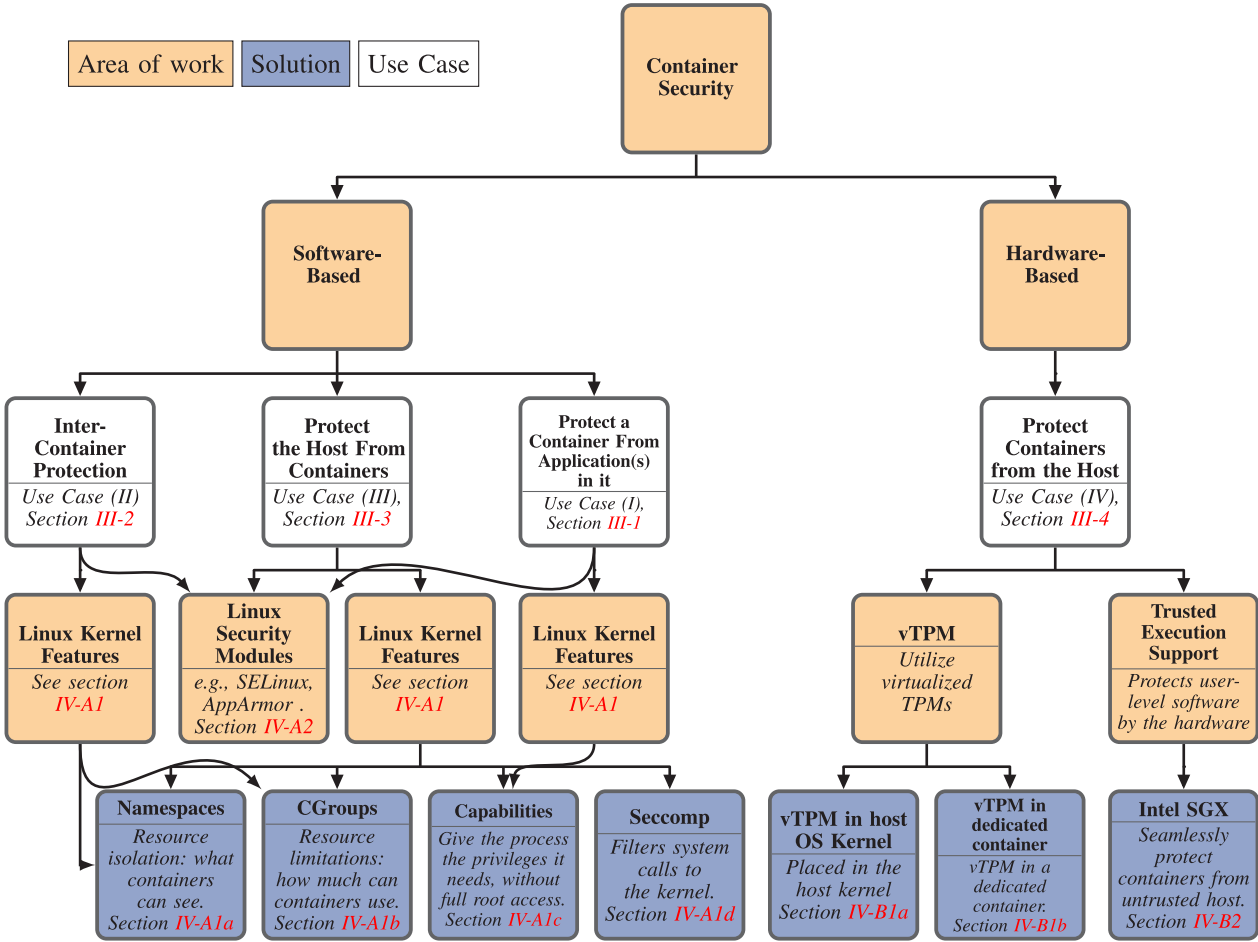 Area of work
Solution
Use Case
Container
Security
Software-
Based
Hardware-
Based
Inter-
Container
Protection
Use Case (II)
Section III-2
Protect
the Host From
Containers
Use Case (III),
Section III-3
Protect a
Container From
Application(s)
in it
Use Case (I),
Section III-1
Protect
Containers
from the Host
Use Case (IV),
Section III-4
Linux Kernel
Features
See section
IV-A1
Linux
Security
Modules
e.g., SELinux,
AppArmor .
Section IV-A2
Linux Kernel
Features
See section
IV-A1
Linux Kernel
Features
See section
IV-A1
vTPM
Utilize
virtualized
TPMs
Trusted
Execution
Support
Protects user-
level software
by the hardware
Namespaces
Resource
isolation: what
containers
can see.
Section IV-A1a
CGroups
Resource
limitations:
how much can
containers use.
Section IV-A1b
Capabilities
Give the process
the privileges it
needs, without
full root access.
Section IV-A1c
Seccomp
Filters system
calls to
the kernel.
Section IV-A1d
vTPM in host
OS Kernel
Placed in the
host kernel
Section IV-B1a
vTPM in
dedicated
container
vTPM in a
dedicated
container.
Section IV-B1b
Intel SGX
Seamlessly
protect
containers from
untrusted host.
Section IV-B2